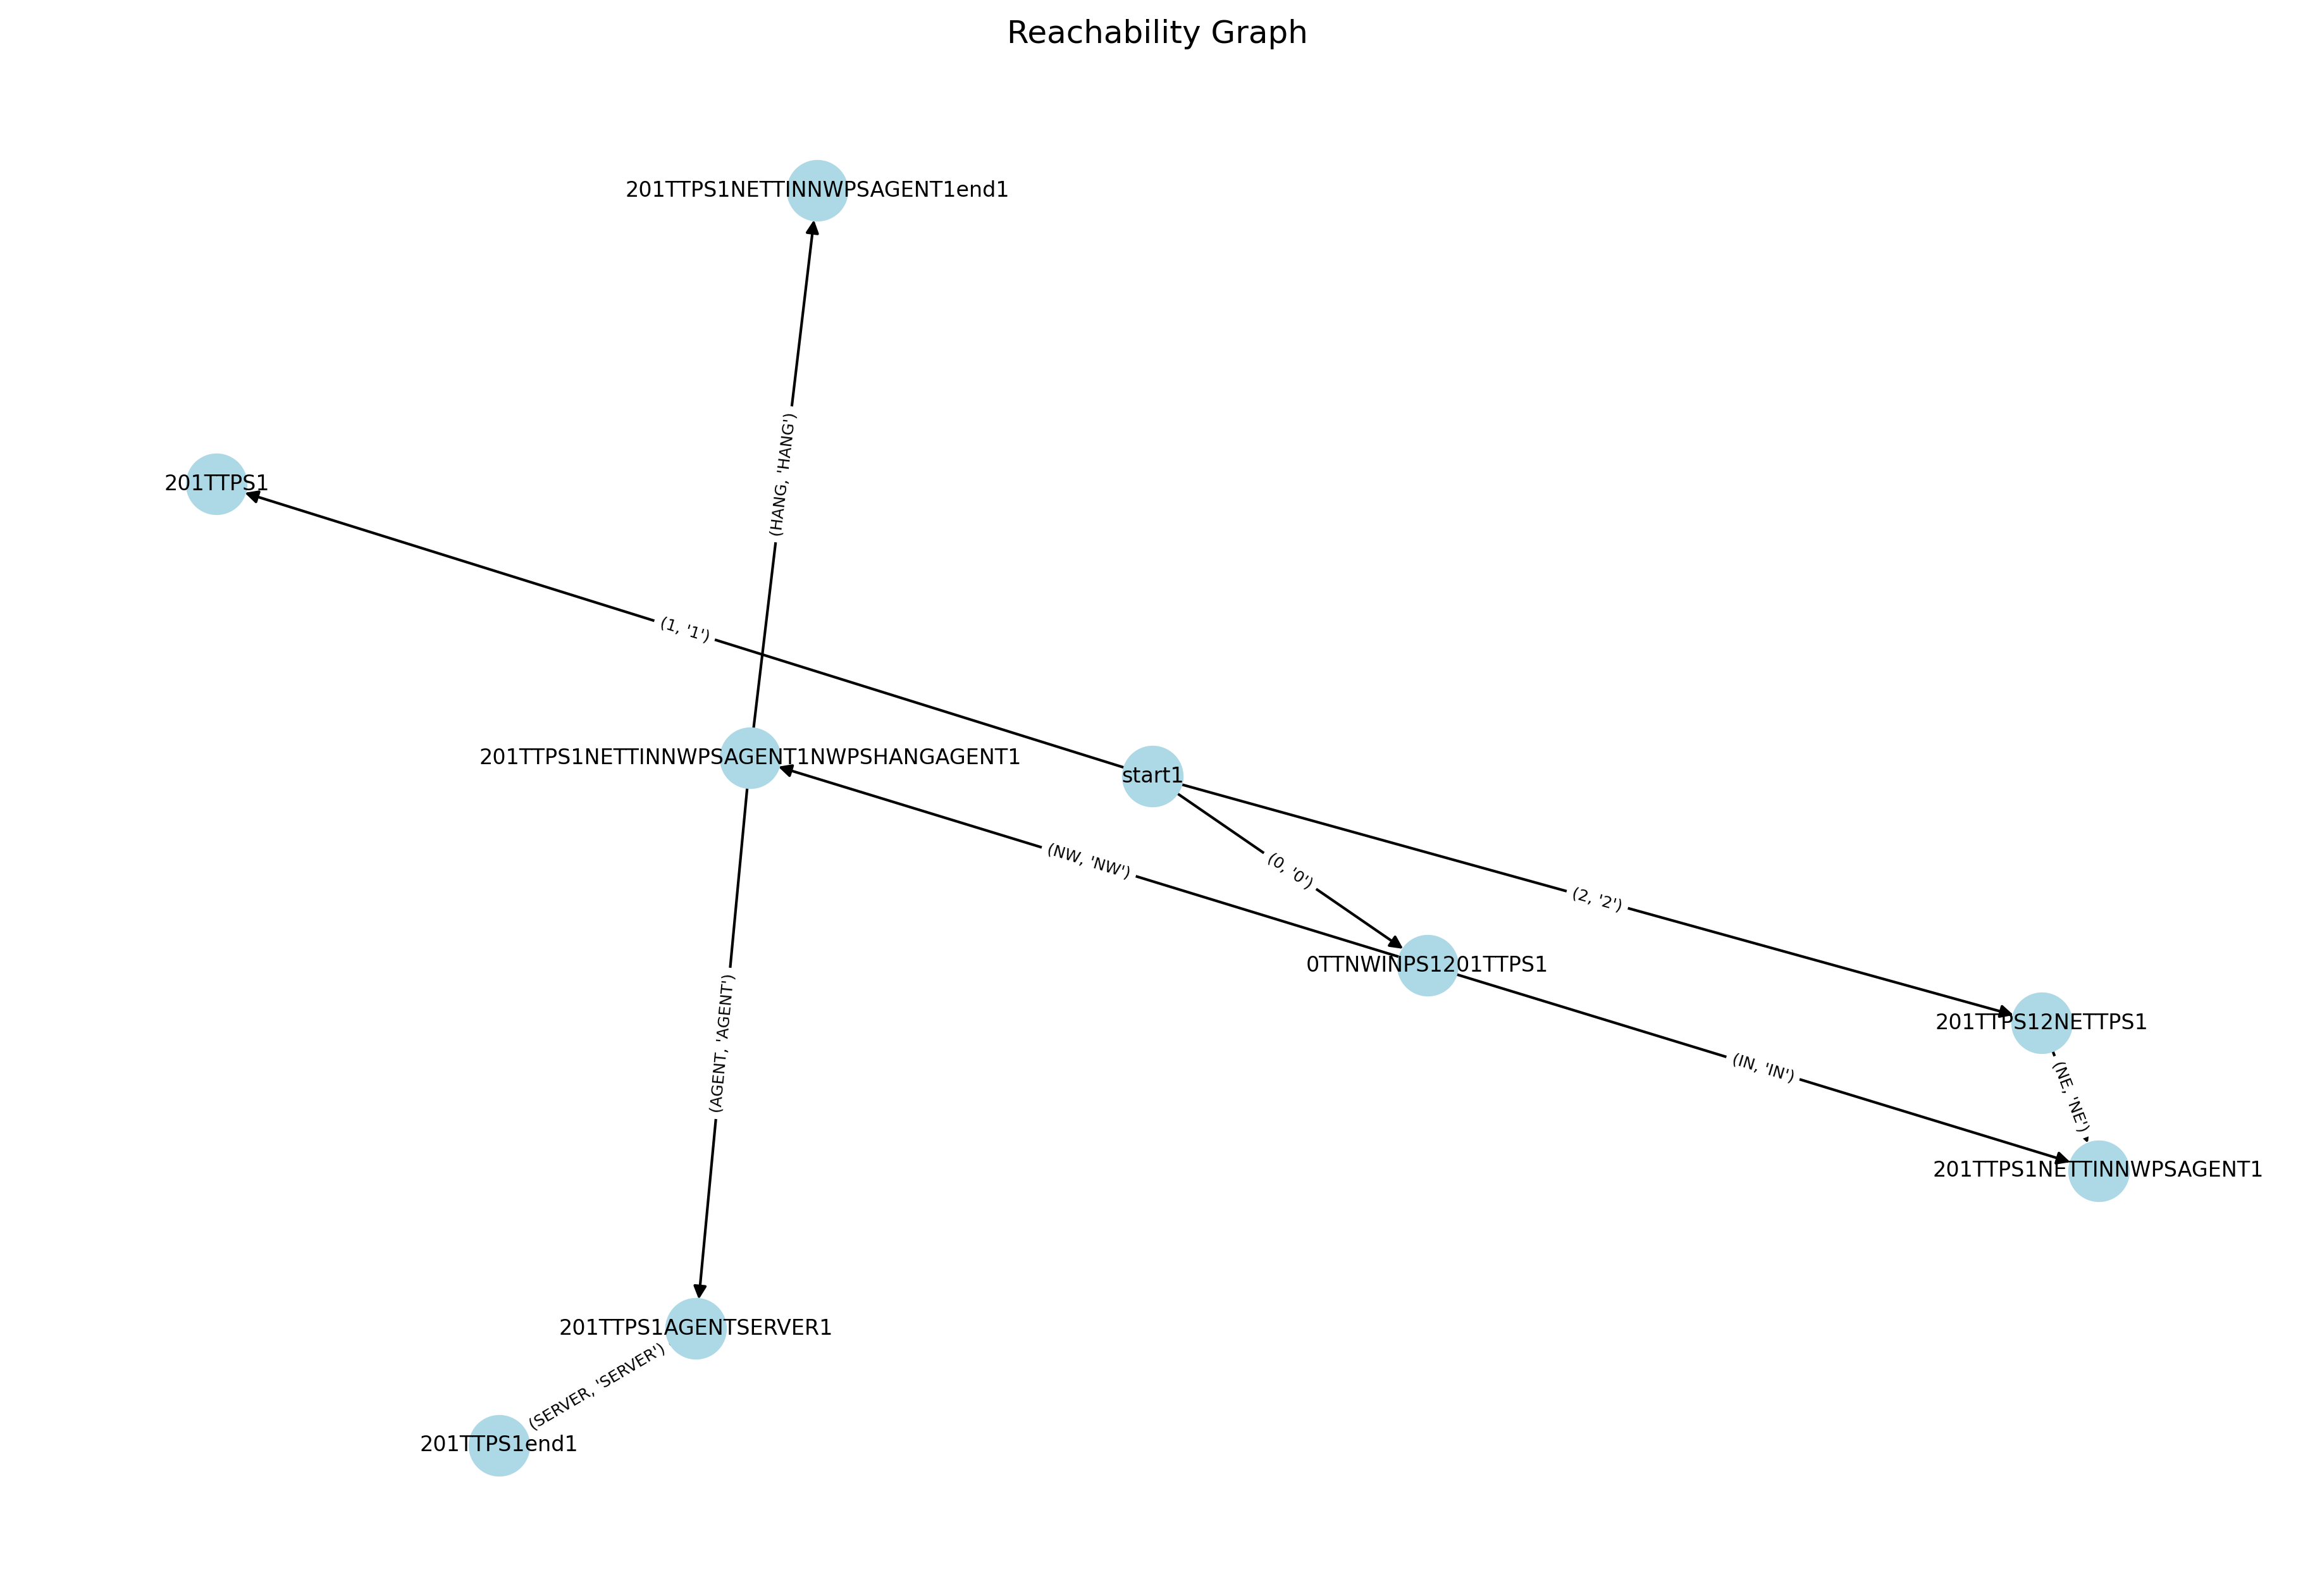 Reachability Graph
201TTPS1NETTINNWPSAGENT1end1
(HANG, 'HANG')
201TTPS1
(1, '1')
201TTPS1NETTINNWPSAGENT1NWPSHANGAGENT1
start1
(NW, 'NW')
(0, '0')
(2, '2')
0TTNWINPS1201TTPS1
201TTPS12NETTPS1
(AGENT, 'AGENT')
(IN, 'IN')
(NE, 'NE')
201TTPS1NETTINNWPSAGENT1
201TTPS1AGENTSERVER1
(SERVER, 'SERVER')
201TTPS1end1